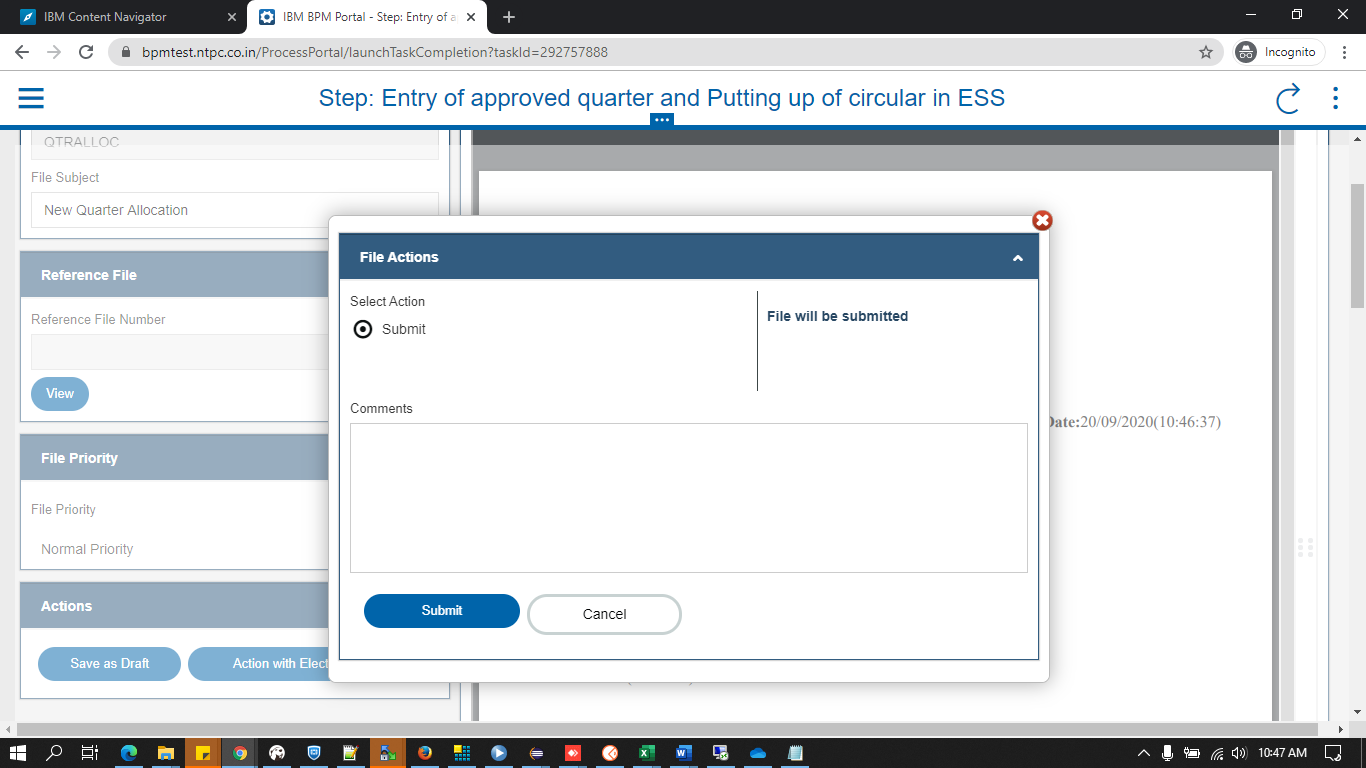 IBM Content Navigator
IBM BPM Portal - Step: Entry of a
bpmtest.ntpc.co.in/ProcessPortal/launchTaskCompletion?taskId=292757888
Incognito
Step: Entry of approved quarter and Putting up of circular in ESS
QTRALLOC
File Subject
New Quarter Allocation
Reference File
Reference File Number
View
File Priority
File Priority
Normal Priority
Actions
Save as Draft
Action with Elect
File Actions
Select Action
Submit
File will be submitted
Comments
Submit
Cancel
Date:20/09/2020(10:46:37)
10:47 AM